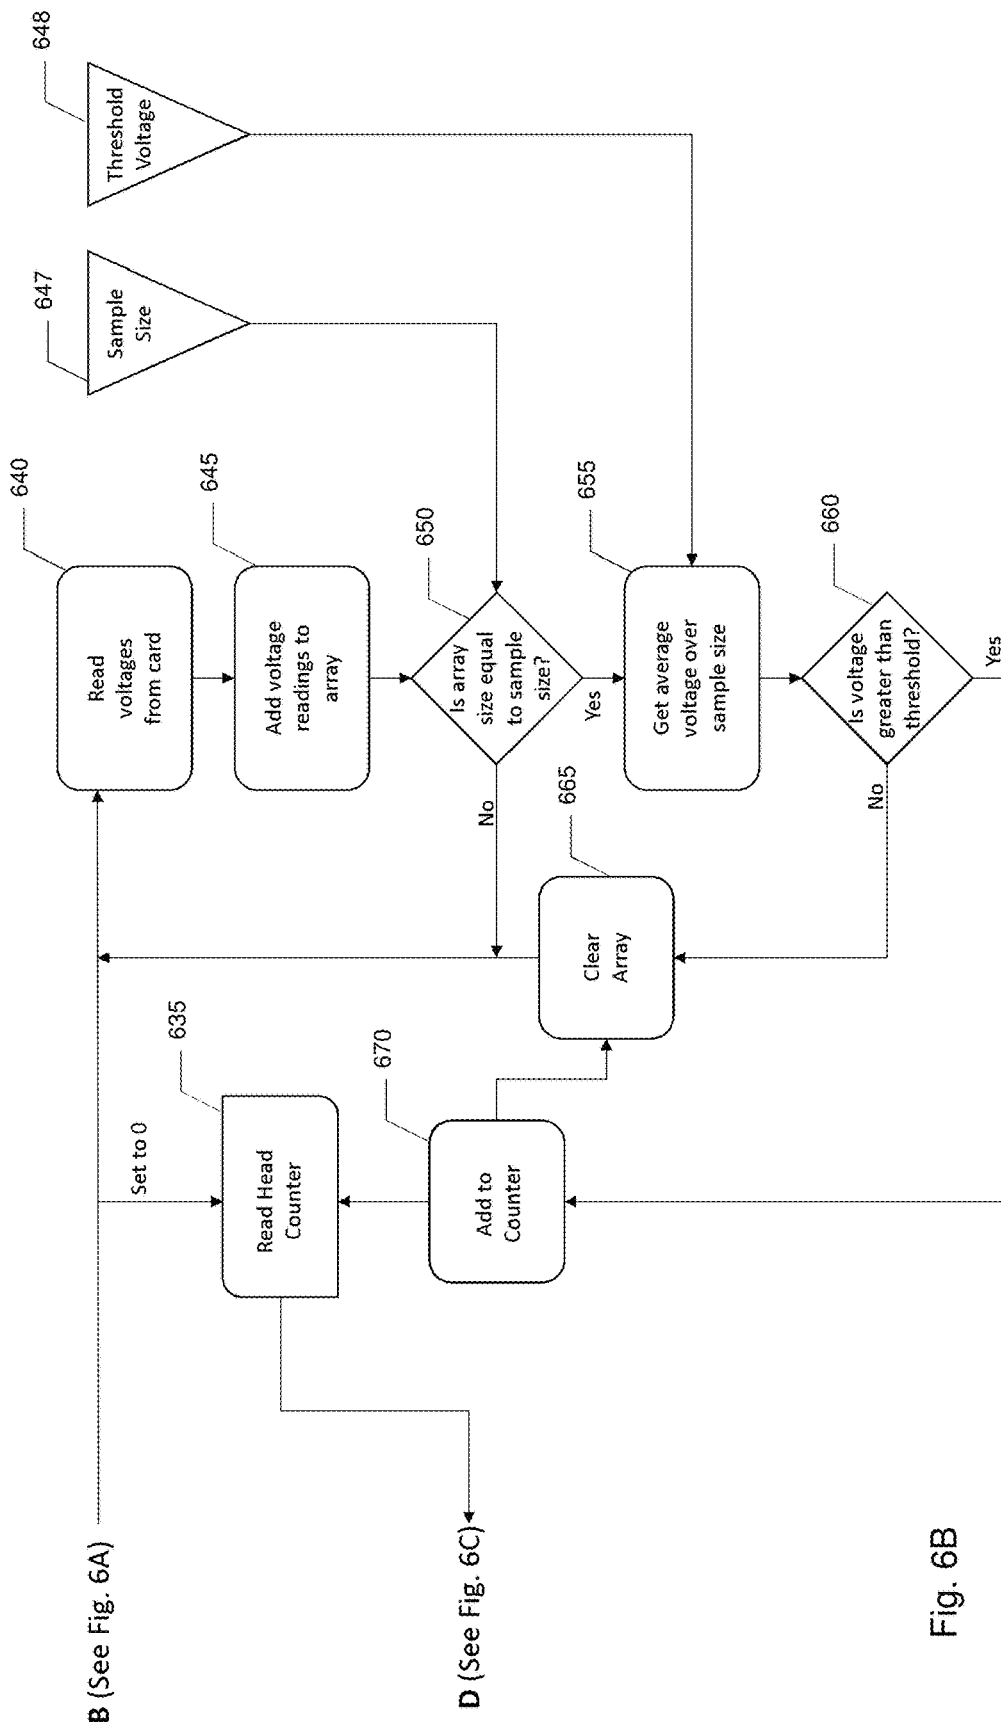 B (See Fig. 6A)
Set to 0
635
Read Head
Counter
D (See Fig. 6C)
670
Add to
Counter
665
Clear
Array
640
Read
voltages
from card
645
Add voltage
readings to
array
650
Is array
size equal
to sample
size?
No
Yes
647
Sample
Size
648
Threshold
Voltage
655
Get average
voltage over
sample size
660
Is voltage
greater than
threshold?
No
Yes
Fig. 6B